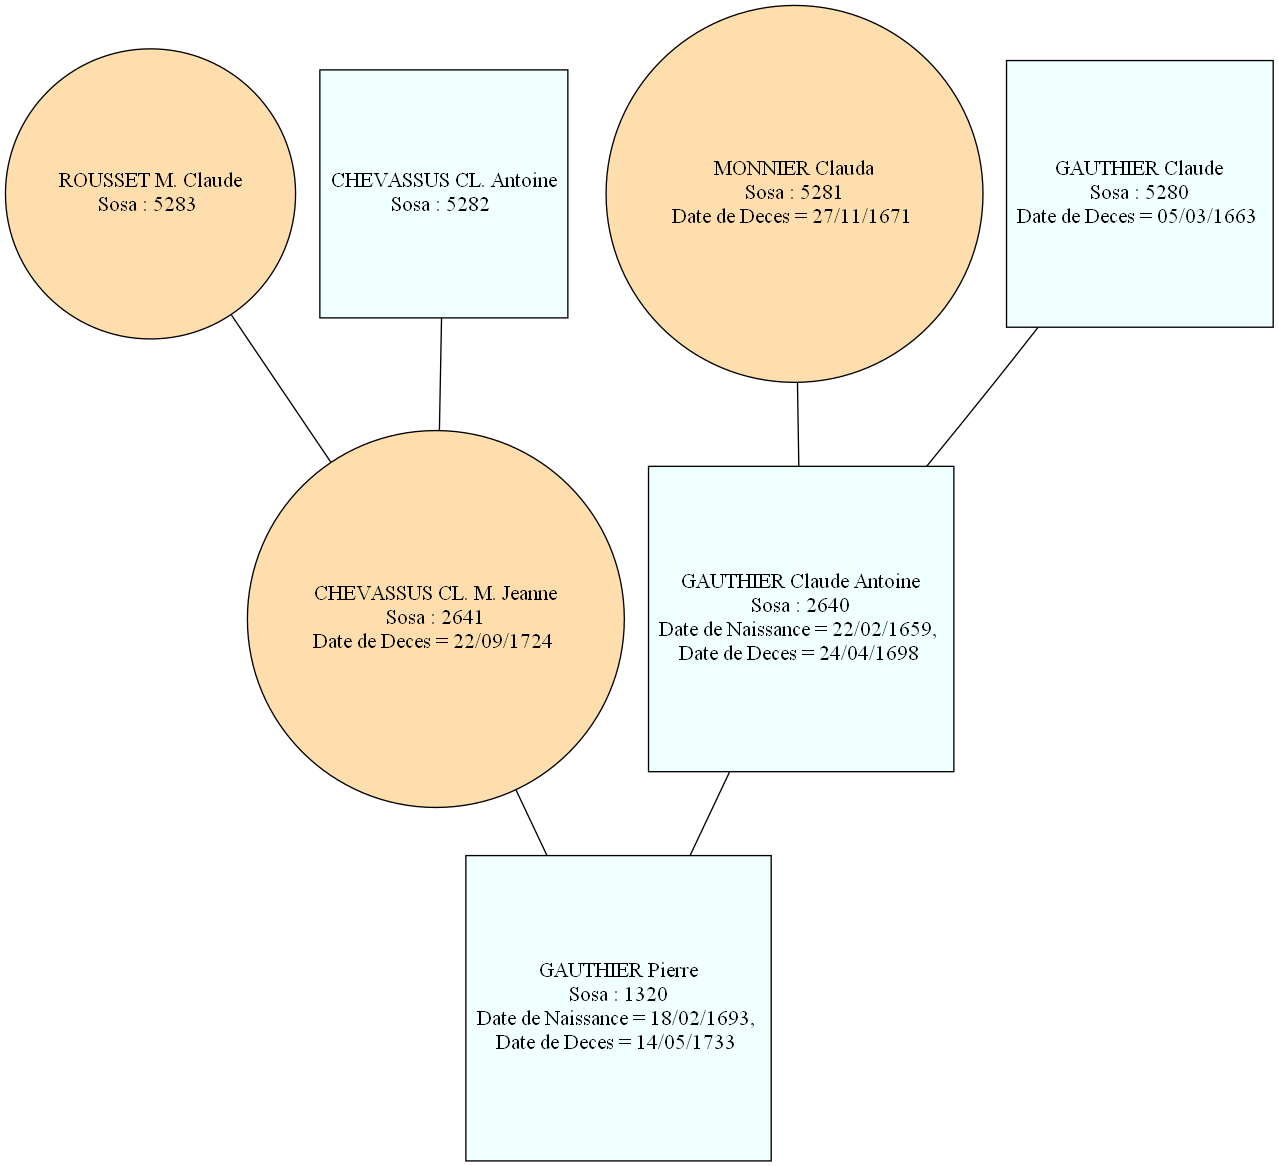 ROUSSET M. Claude
Sosa : 5283
CHEVASSUS CL. Antoine
Sosa : 5282
MONNIER Clauda
Sosa : 5281
Date de Deces = 27/11/1671
GAUTHIER Claude
Sosa : 5280
Date de Deces = 05/03/1663
CHEVASSUS CL. M. Jeanne
Sosa : 2641
Date de Deces = 22/09/1724
GAUTHIER Claude Antoine
Sosa : 2640
Date de Naissance = 22/02/1659,
Date de Deces = 24/04/1698
GAUTHIER Pierre
Sosa : 1320
Date de Naissance = 18/02/1693,
Date de Deces = 14/05/1733